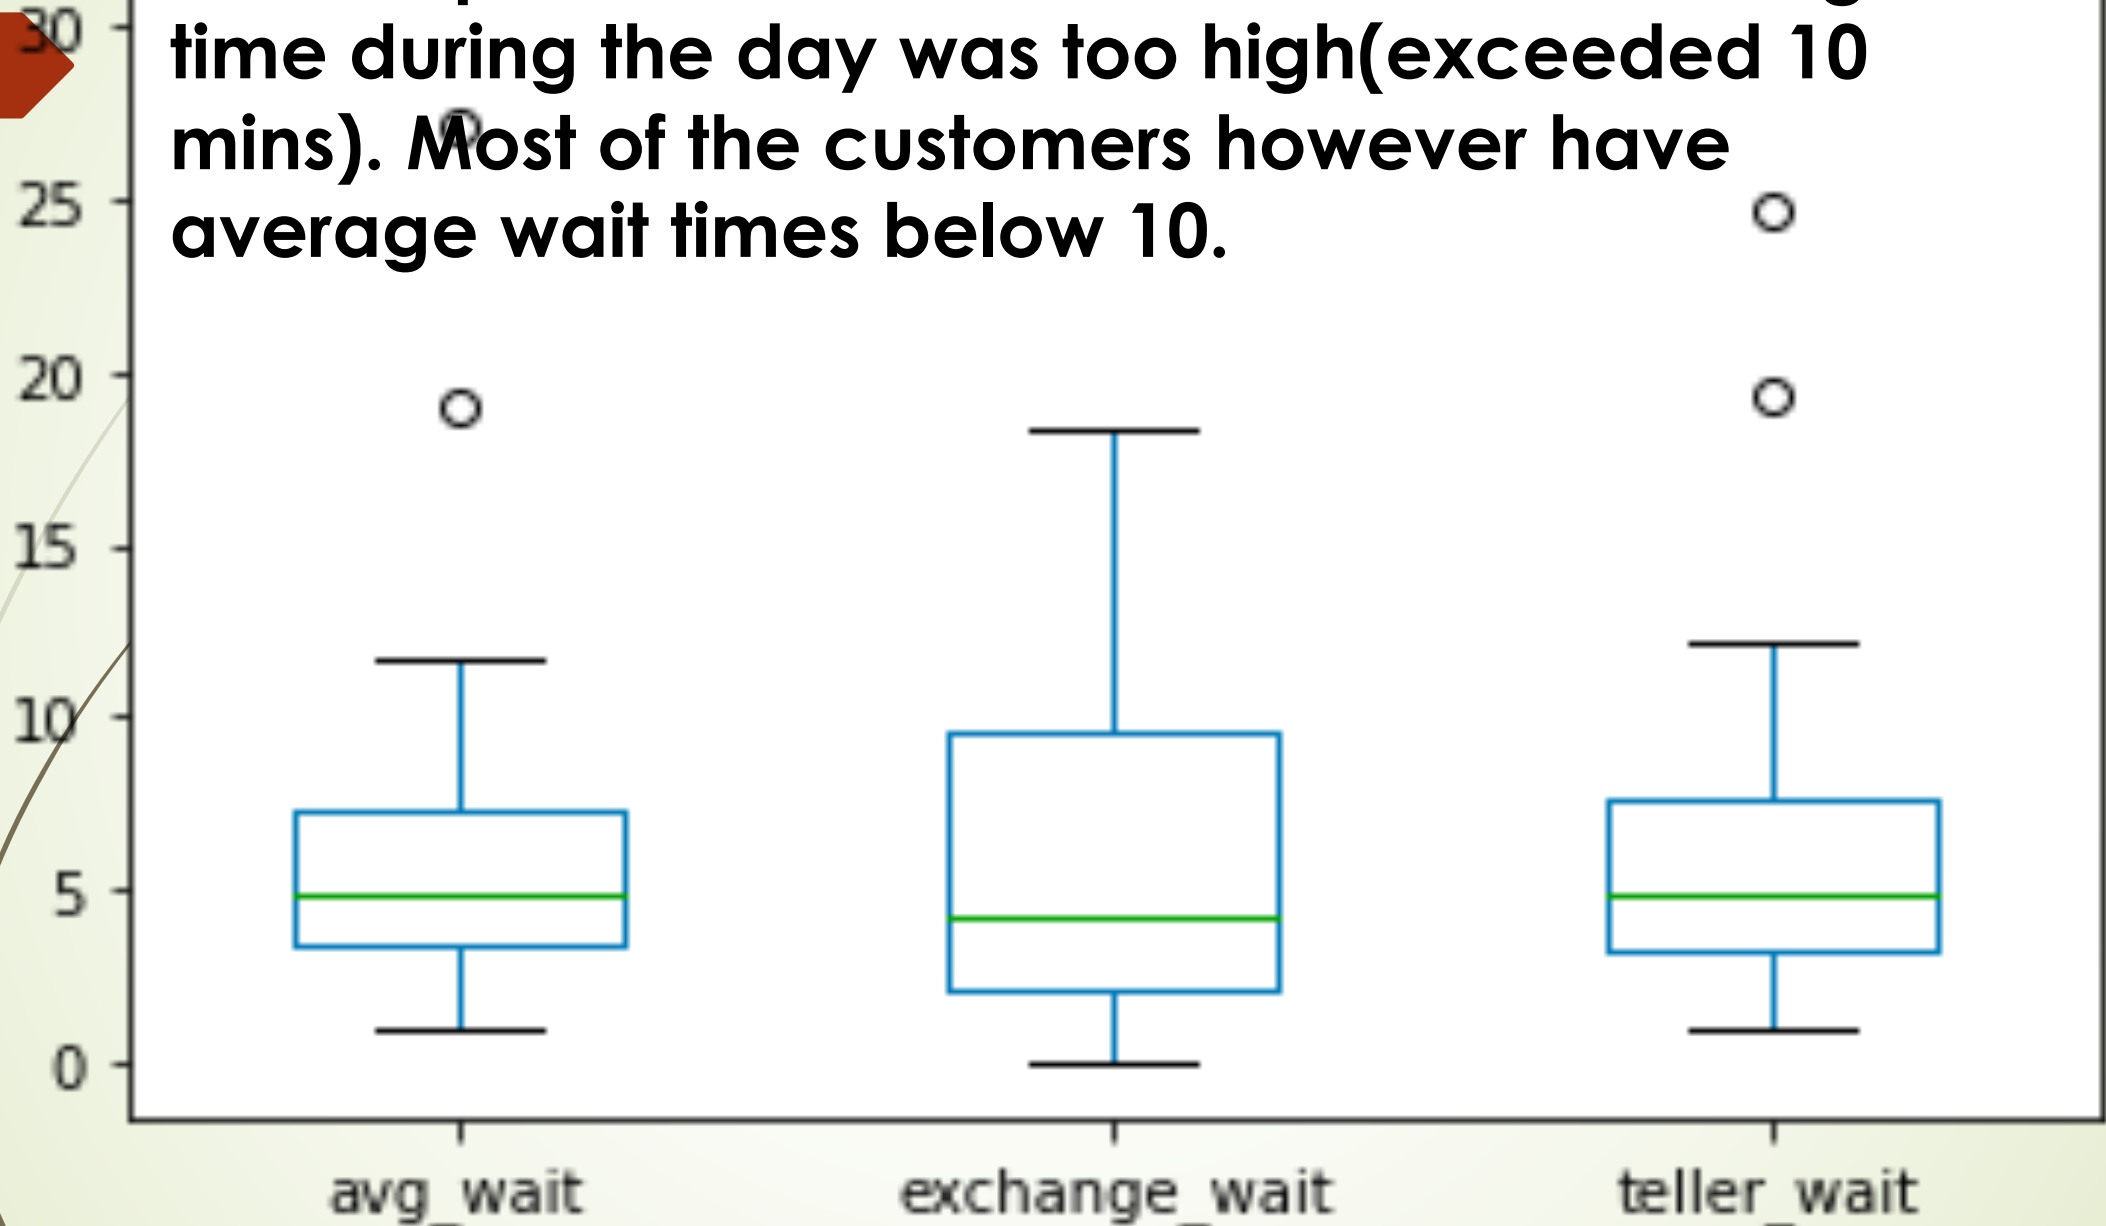 time during the day was too high(exceeded 10
mins). Most of the customers however have
average wait times below 10.
30
25
20
15
10
5
0
avg_wait
exchange_wait
teller_wait